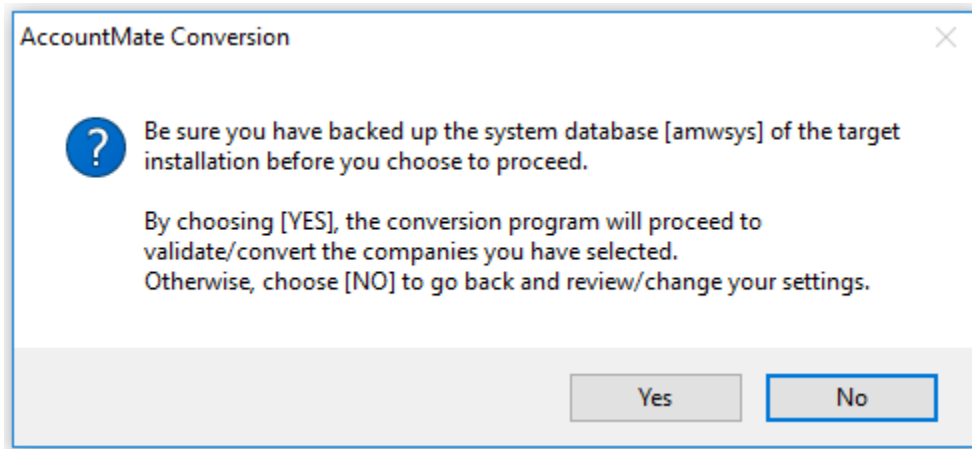 AccountMate Conversion
?
Be sure you have backed up the system database [amwsys] of the target
installation before you choose to proceed.
By choosing [YES], the conversion program will proceed to
validate/convert the companies you have selected.
Otherwise, choose [NO] to go back and review/change your settings.
Yes
No